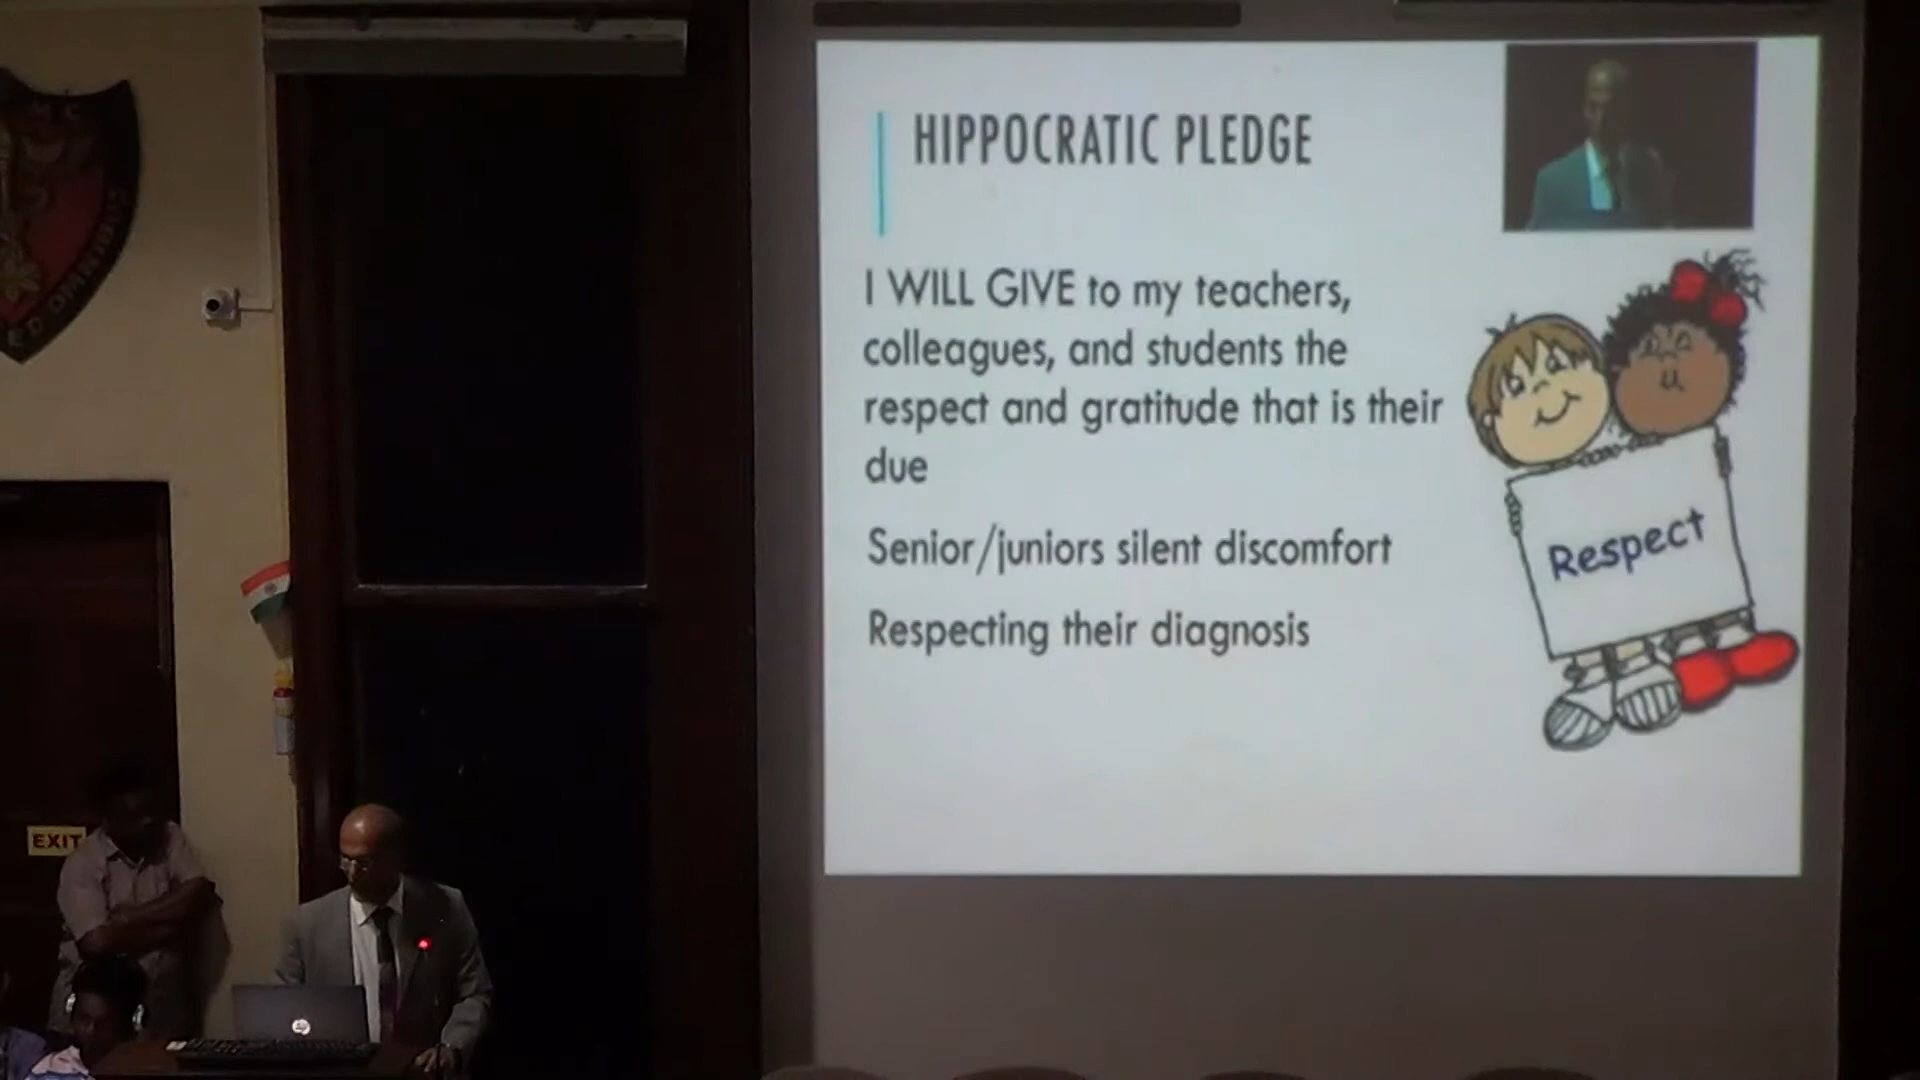 HIPPOCRATIC PLEDGE
I WILL GIVE to my teachers,
colleagues, and students the
respect and gratitude that is their
due
Senior/juniors silent discomfort
Respecting their diagnosis
Respect
EXIT
hp